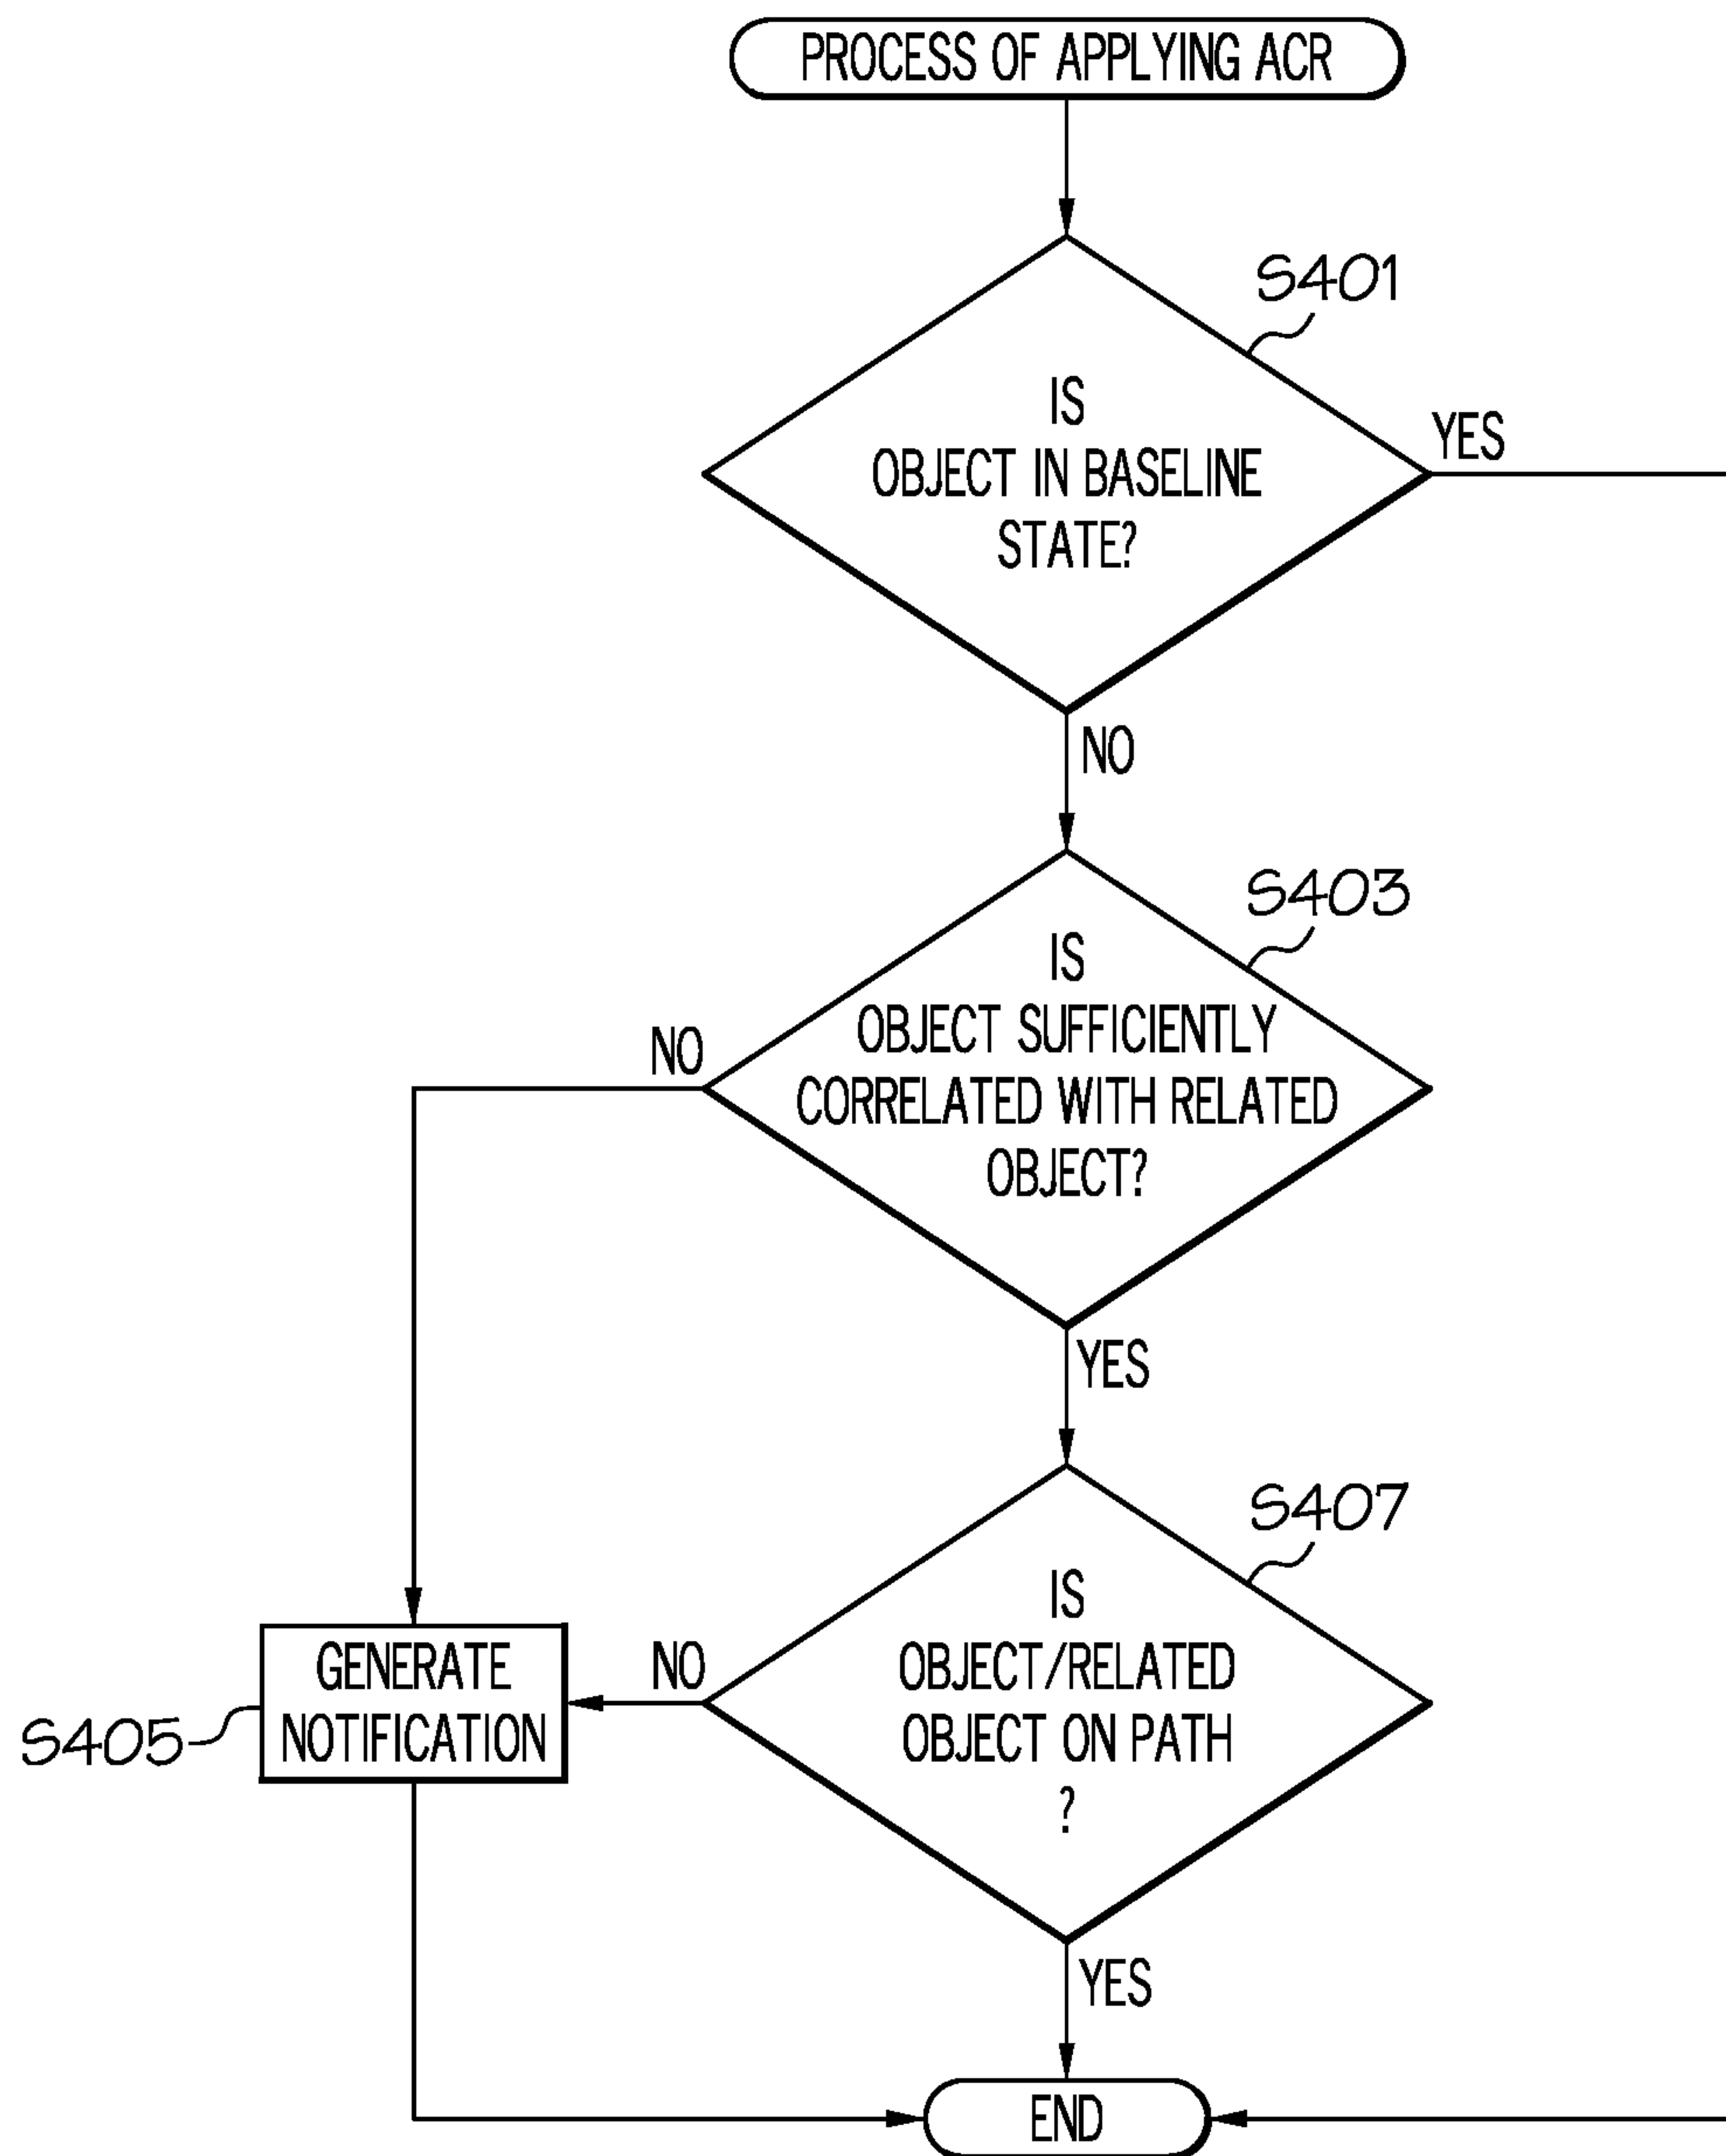 PROCESS OF APPLYING ACR
S401
IS
OBJECT IN BASELINE
STATE?
YES
NO
S403
IS
OBJECT SUFFICIENTLY
CORRELATED WITH RELATED
OBJECT?
NO
YES
S407
IS
OBJECT/RELATED
OBJECT ON PATH
?
NO
GENERATE
NOTIFICATION
S405
YES
END